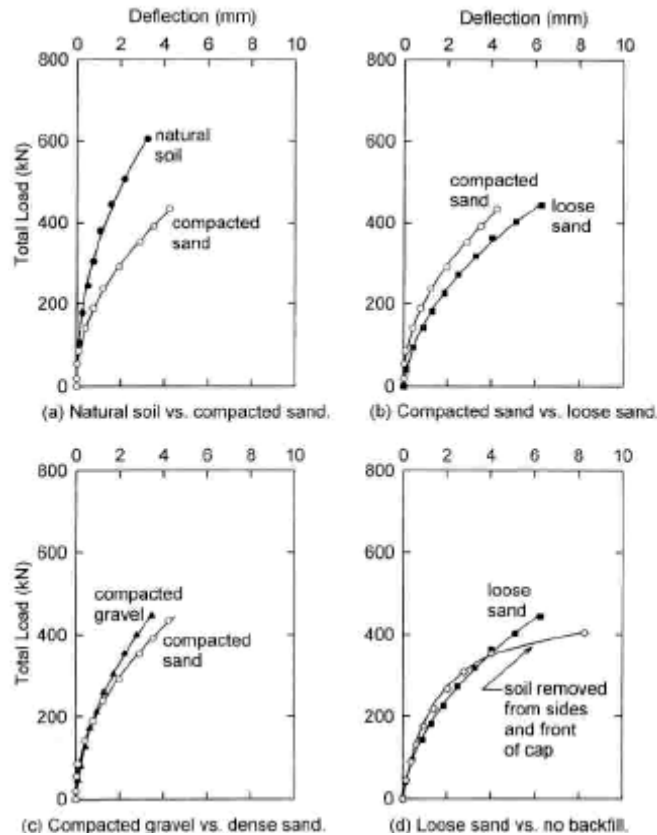 Deflection (mm)
0 2 4 6 8 10
800
600
400
200
0
Total Load (kN)
natural
soil
compacted
sand
(a) Natural soil vs. compacted sand.
Deflection (mm)
0 2 4 6 8 10
800
600
400
200
0
compacted
sand
loose
sand
(b) Compacted sand vs. loose sand.
0 2 4 6 8 10
800
600
400
200
0
Total Load (kN)
compacted
gravel
compacted
sand
(c) Compacted gravel vs. dense sand.
0 2 4 6 8 10
800
600
400
200
0
loose
sand
soil removed
from sides
and front
of cap
(d) Loose sand vs. no backfill.